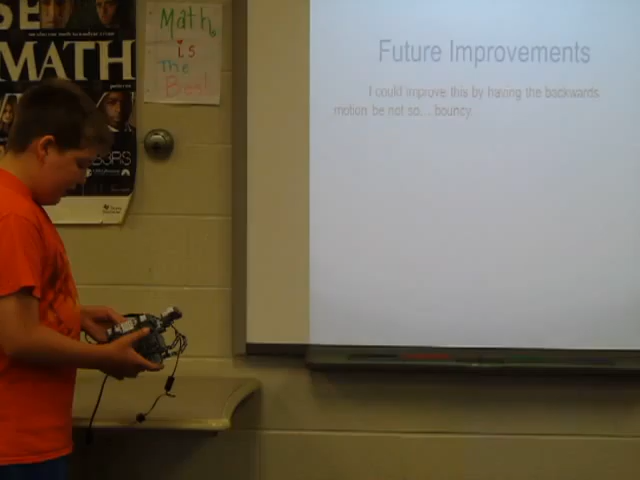 SE
MATH
Math
is
The
Best
Future Improvements
I could improve this by having the backwards
motion be not so... bouncy.